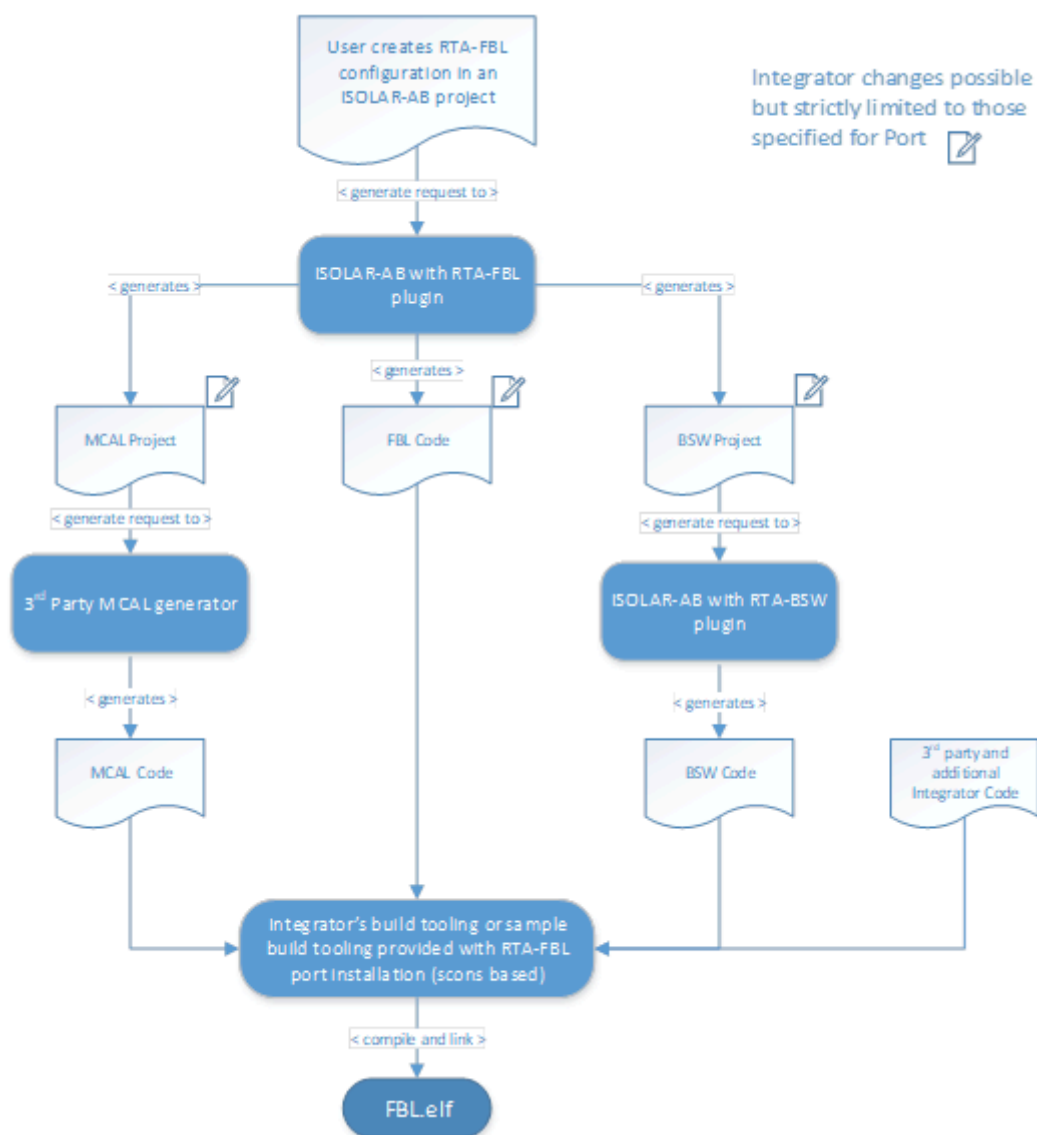 User creates RTA-FBL
configuration in an
ISOLAR-AB project
Integrator changes possible
but strictly limited to those
specified for Port
< generate request to >
ISOLAR-AB with RTA-FBL
plugin
< generates >
< generates >
< generates >
MCAL Project
FBL Code
BSW Project
< generate request to >
< generate request to >
3rd Party MCAL generator
ISOLAR-AB with RTA-BSW
plugin
< generates >
< generates >
MCAL Code
BSW Code
3rd party and
additional
Integrator Code
Integrator's build tooling or sample
build tooling provided with RTA-FBL
port installation (scons based)
< compile and link >
FBL.elf